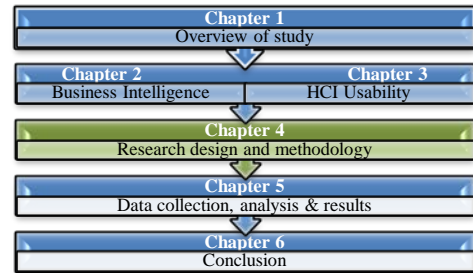 Chapter 1
Overview of study
Chapter 2 Chapter 3
Business Intelligence HCI Usability
Chapter 4
Research design and methodology
Chapter 5
Data collection, analysis & results
Chapter 6
Conclusion